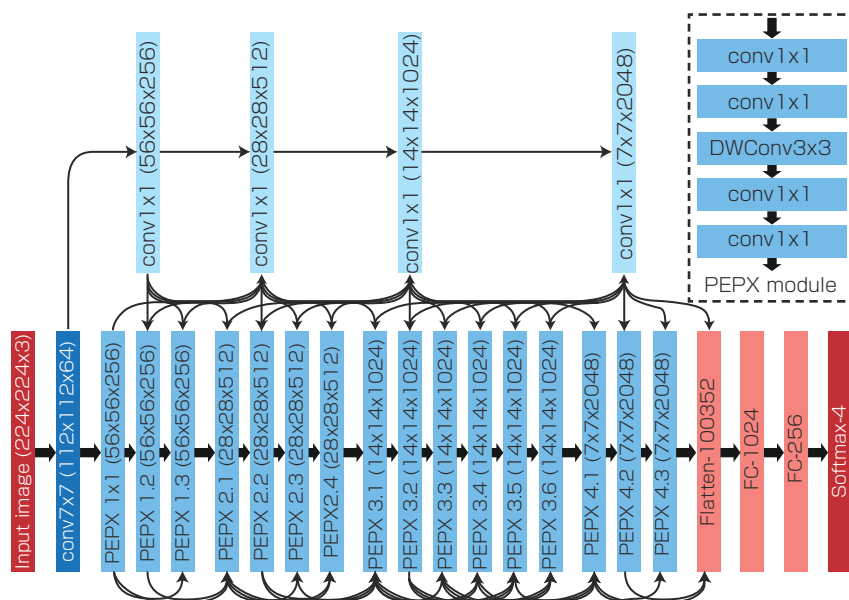 conv1x1 (56x56x256)
conv1x1 (28x28x512)
conv1x1 (14x14x1024)
conv1x1 (7x7x2048)
conv1x1
conv1x1
DWConv3x3
conv1x1
conv1x1
PEPX module
Input image (224x224x3)
conv7x7 (112x112x64)
PEPX 1x1 (56x56x256)
PEPX 1.2 (56x56x256)
PEPX 1.3 (56x56x256)
PEPX 2.1 (28x28x512)
PEPX 2.2 (28x28x512)
PEPX 2.3 (28x28x512)
PEPX2.4 (28x28x512)
PEPX 3.1 (14x14x1024)
PEPX 3.2 (14x14x1024)
PEPX 3.3 (14x14x1024)
PEPX 3.4 (14x14x1024)
PEPX 3.5 (14x14x1024)
PEPX 3.6 (14x14x1024)
PEPX 4.1 (7x7x2048)
PEPX 4.2 (7x7x2048)
PEPX 4.3 (7x7x2048)
Flatten-100352
FC-1024
FC-256
Softmax-4